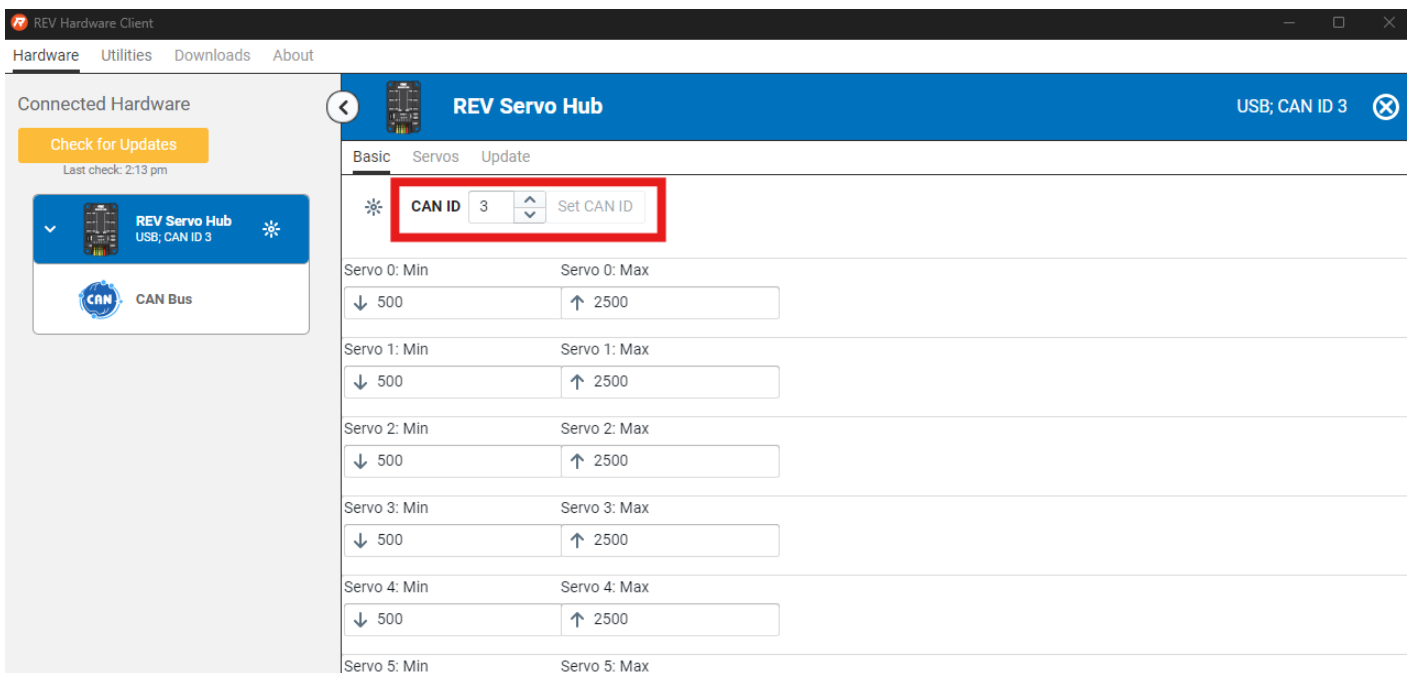 REV Hardware Client
Hardware Utilities Downloads About
Connected Hardware
Check for Updates
Last check: 2:13 pm
REV Servo Hub
USB; CAN ID 3
CAN
CAN Bus
REV Servo Hub
USB; CAN ID 3
Basic Servos Update
CAN ID 3 Set CAN ID
Servo 0: Min Servo 0: Max
500 2500
Servo 1: Min Servo 1: Max
500 2500
Servo 2: Min Servo 2: Max
500 2500
Servo 3: Min Servo 3: Max
500 2500
Servo 4: Min Servo 4: Max
500 2500
Servo 5: Min Servo 5: Max